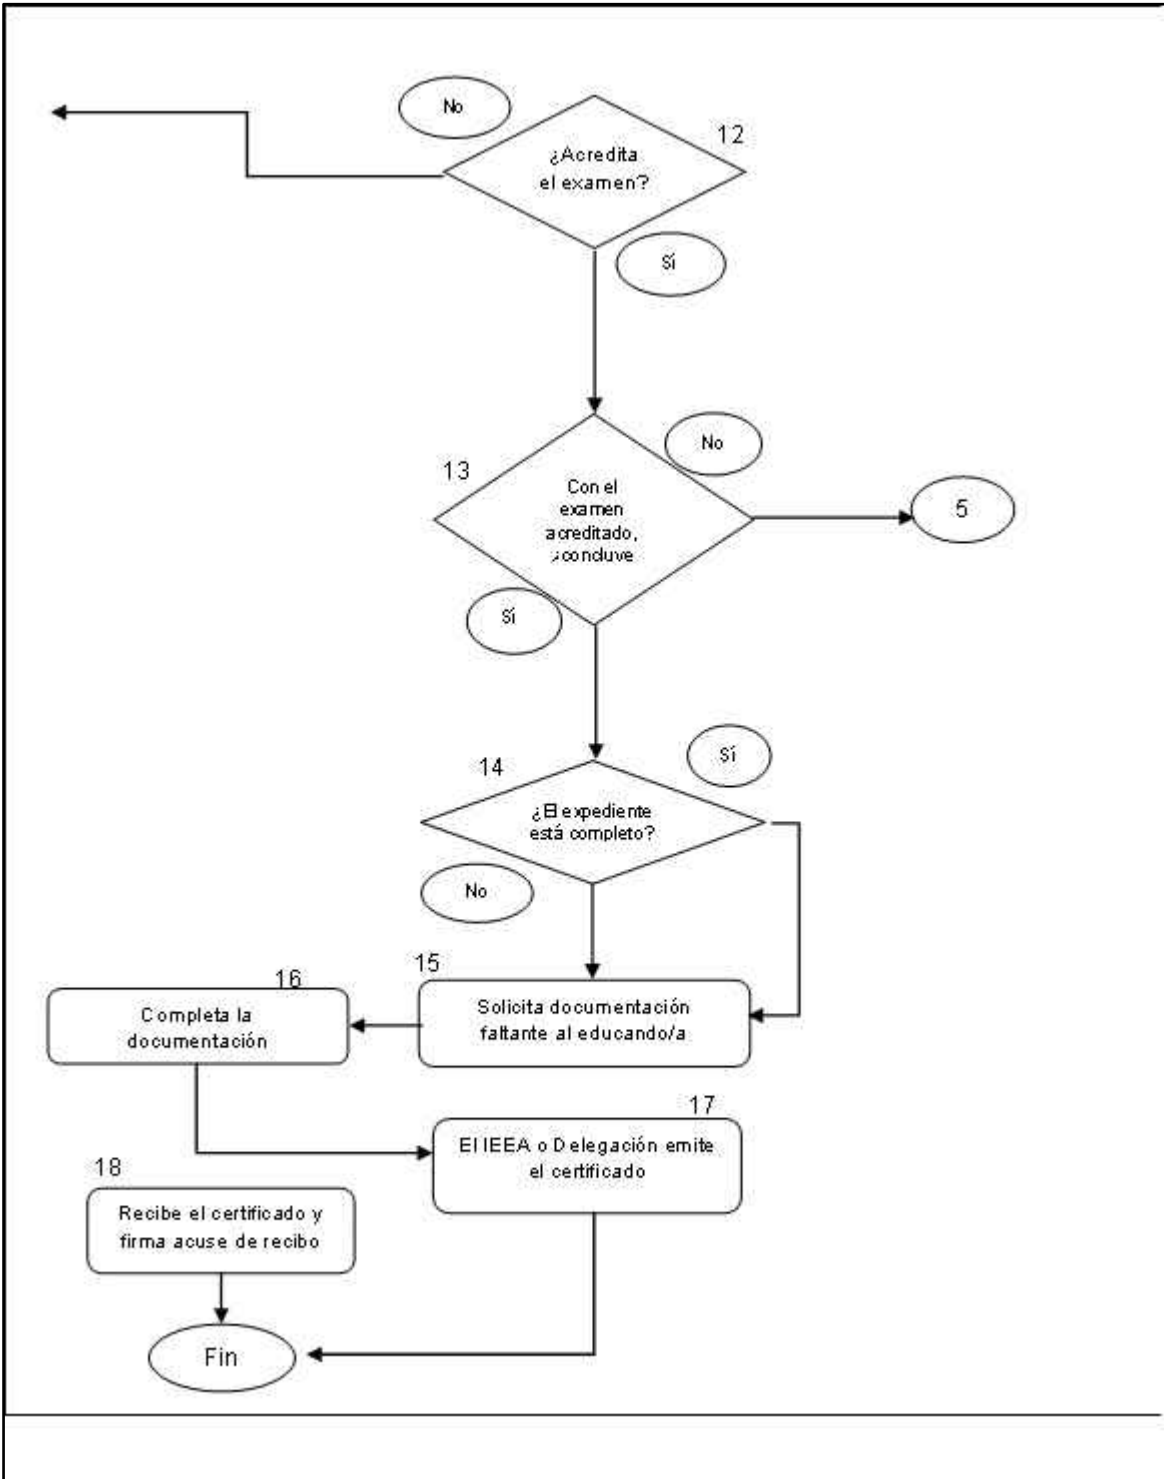 No
12
¿Acredita
el examen?
Sí
No
13
Con el
examen
acreditado,
¿concluye
5
Sí
Sí
14
¿El expediente
está completo?
No
15
16
Solicita documentación
faltante al educando/a
Completa la
documentación
17
El IEEA o Delegación emite
el certificado
18
Recibe el certificado y
firma acuse de recibo
Fin